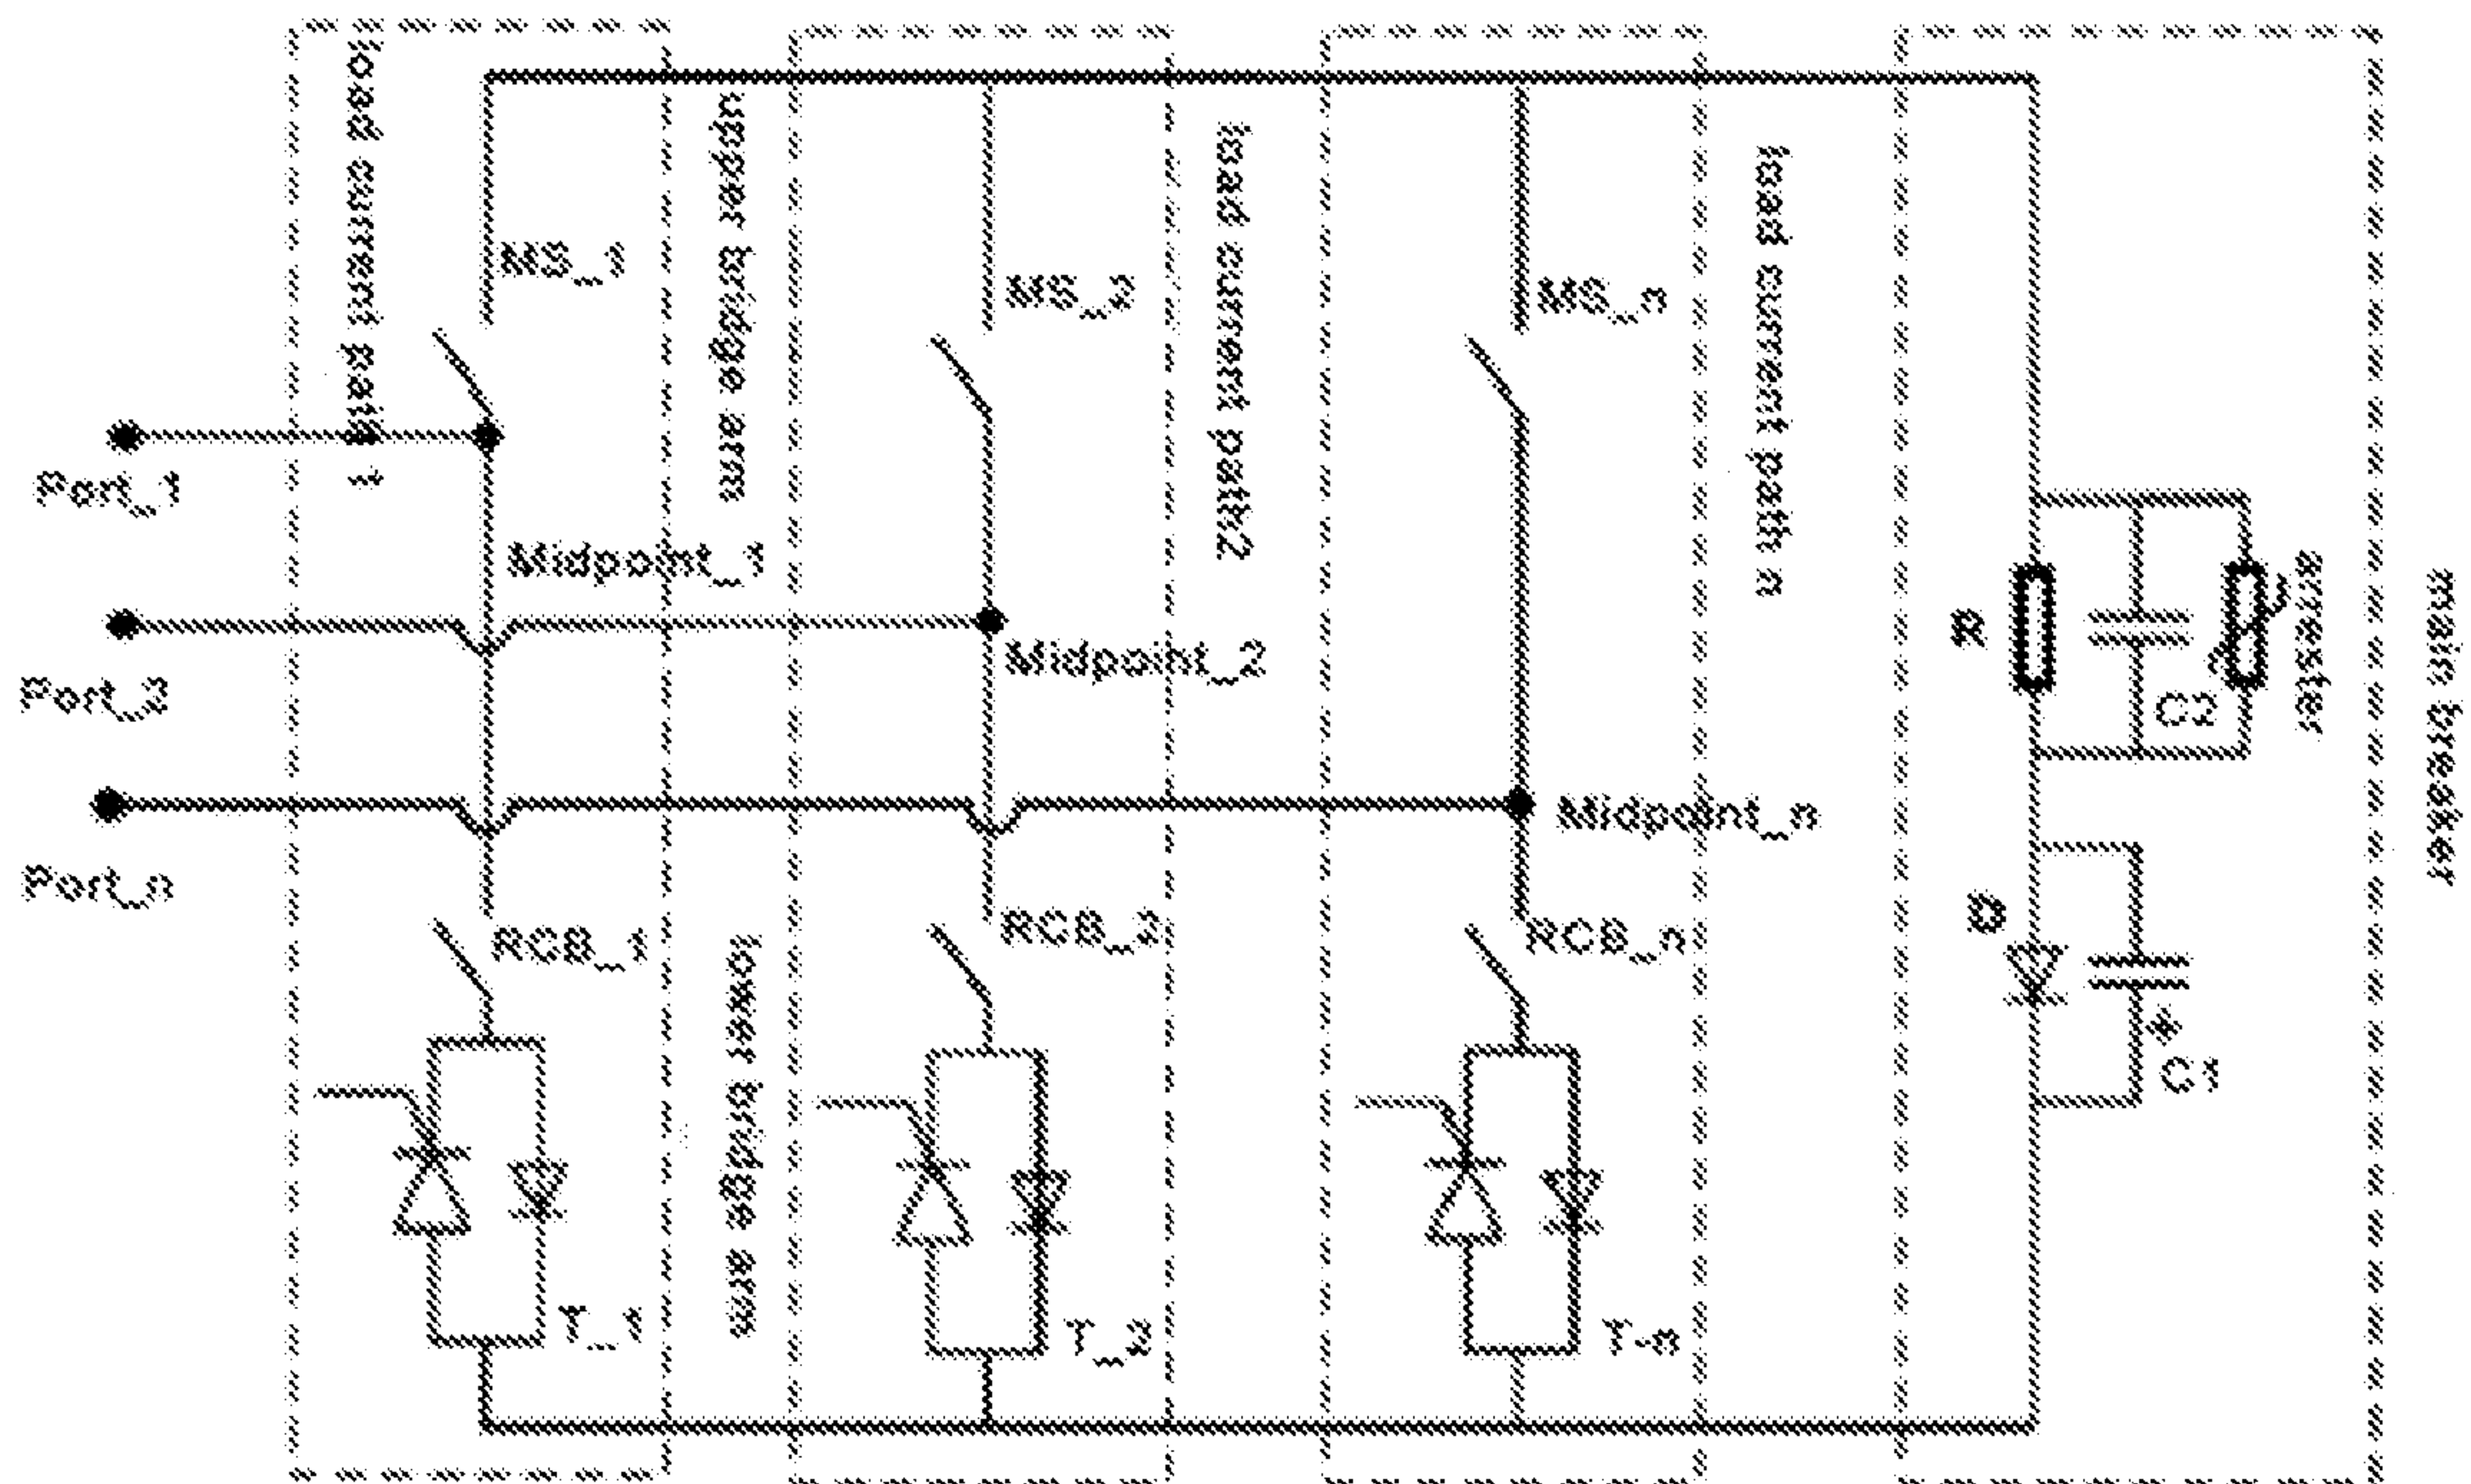 load current path
1
MS_1
upper bridge arm
MS_2
load current path2
MS_n
load current path n
Port_1
Midpoint_1
Port_2
Midpoint_2
R
C2
arrester
main breaker
Port_n
Midpoint_n
RCB_1
lower bridge arm
RCB_2
RCB_n
D
+
C1
T_1
T_2
T-n